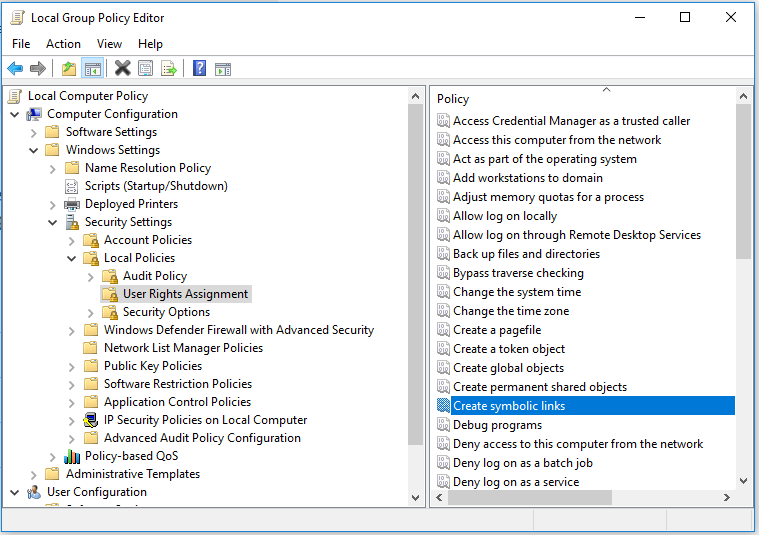 Local Group Policy Editor
File Action View Help
Local Computer Policy
Computer Configuration
Software Settings
Windows Settings
Name Resolution Policy
Scripts (Startup/Shutdown)
Deployed Printers
Security Settings
Account Policies
Local Policies
Audit Policy
User Rights Assignment
Security Options
Windows Defender Firewall with Advanced Security
Network List Manager Policies
Public Key Policies
Software Restriction Policies
Application Control Policies
IP Security Policies on Local Computer
Advanced Audit Policy Configuration
Policy-based QoS
Administrative Templates
User Configuration
Policy
Access Credential Manager as a trusted caller
Access this computer from the network
Act as part of the operating system
Add workstations to domain
Adjust memory quotas for a process
Allow log on locally
Allow log on through Remote Desktop Services
Back up files and directories
Bypass traverse checking
Change the system time
Change the time zone
Create a pagefile
Create a token object
Create global objects
Create permanent shared objects
Create symbolic links
Debug programs
Deny access to this computer from the network
Deny log on as a batch job
Deny log on as a service